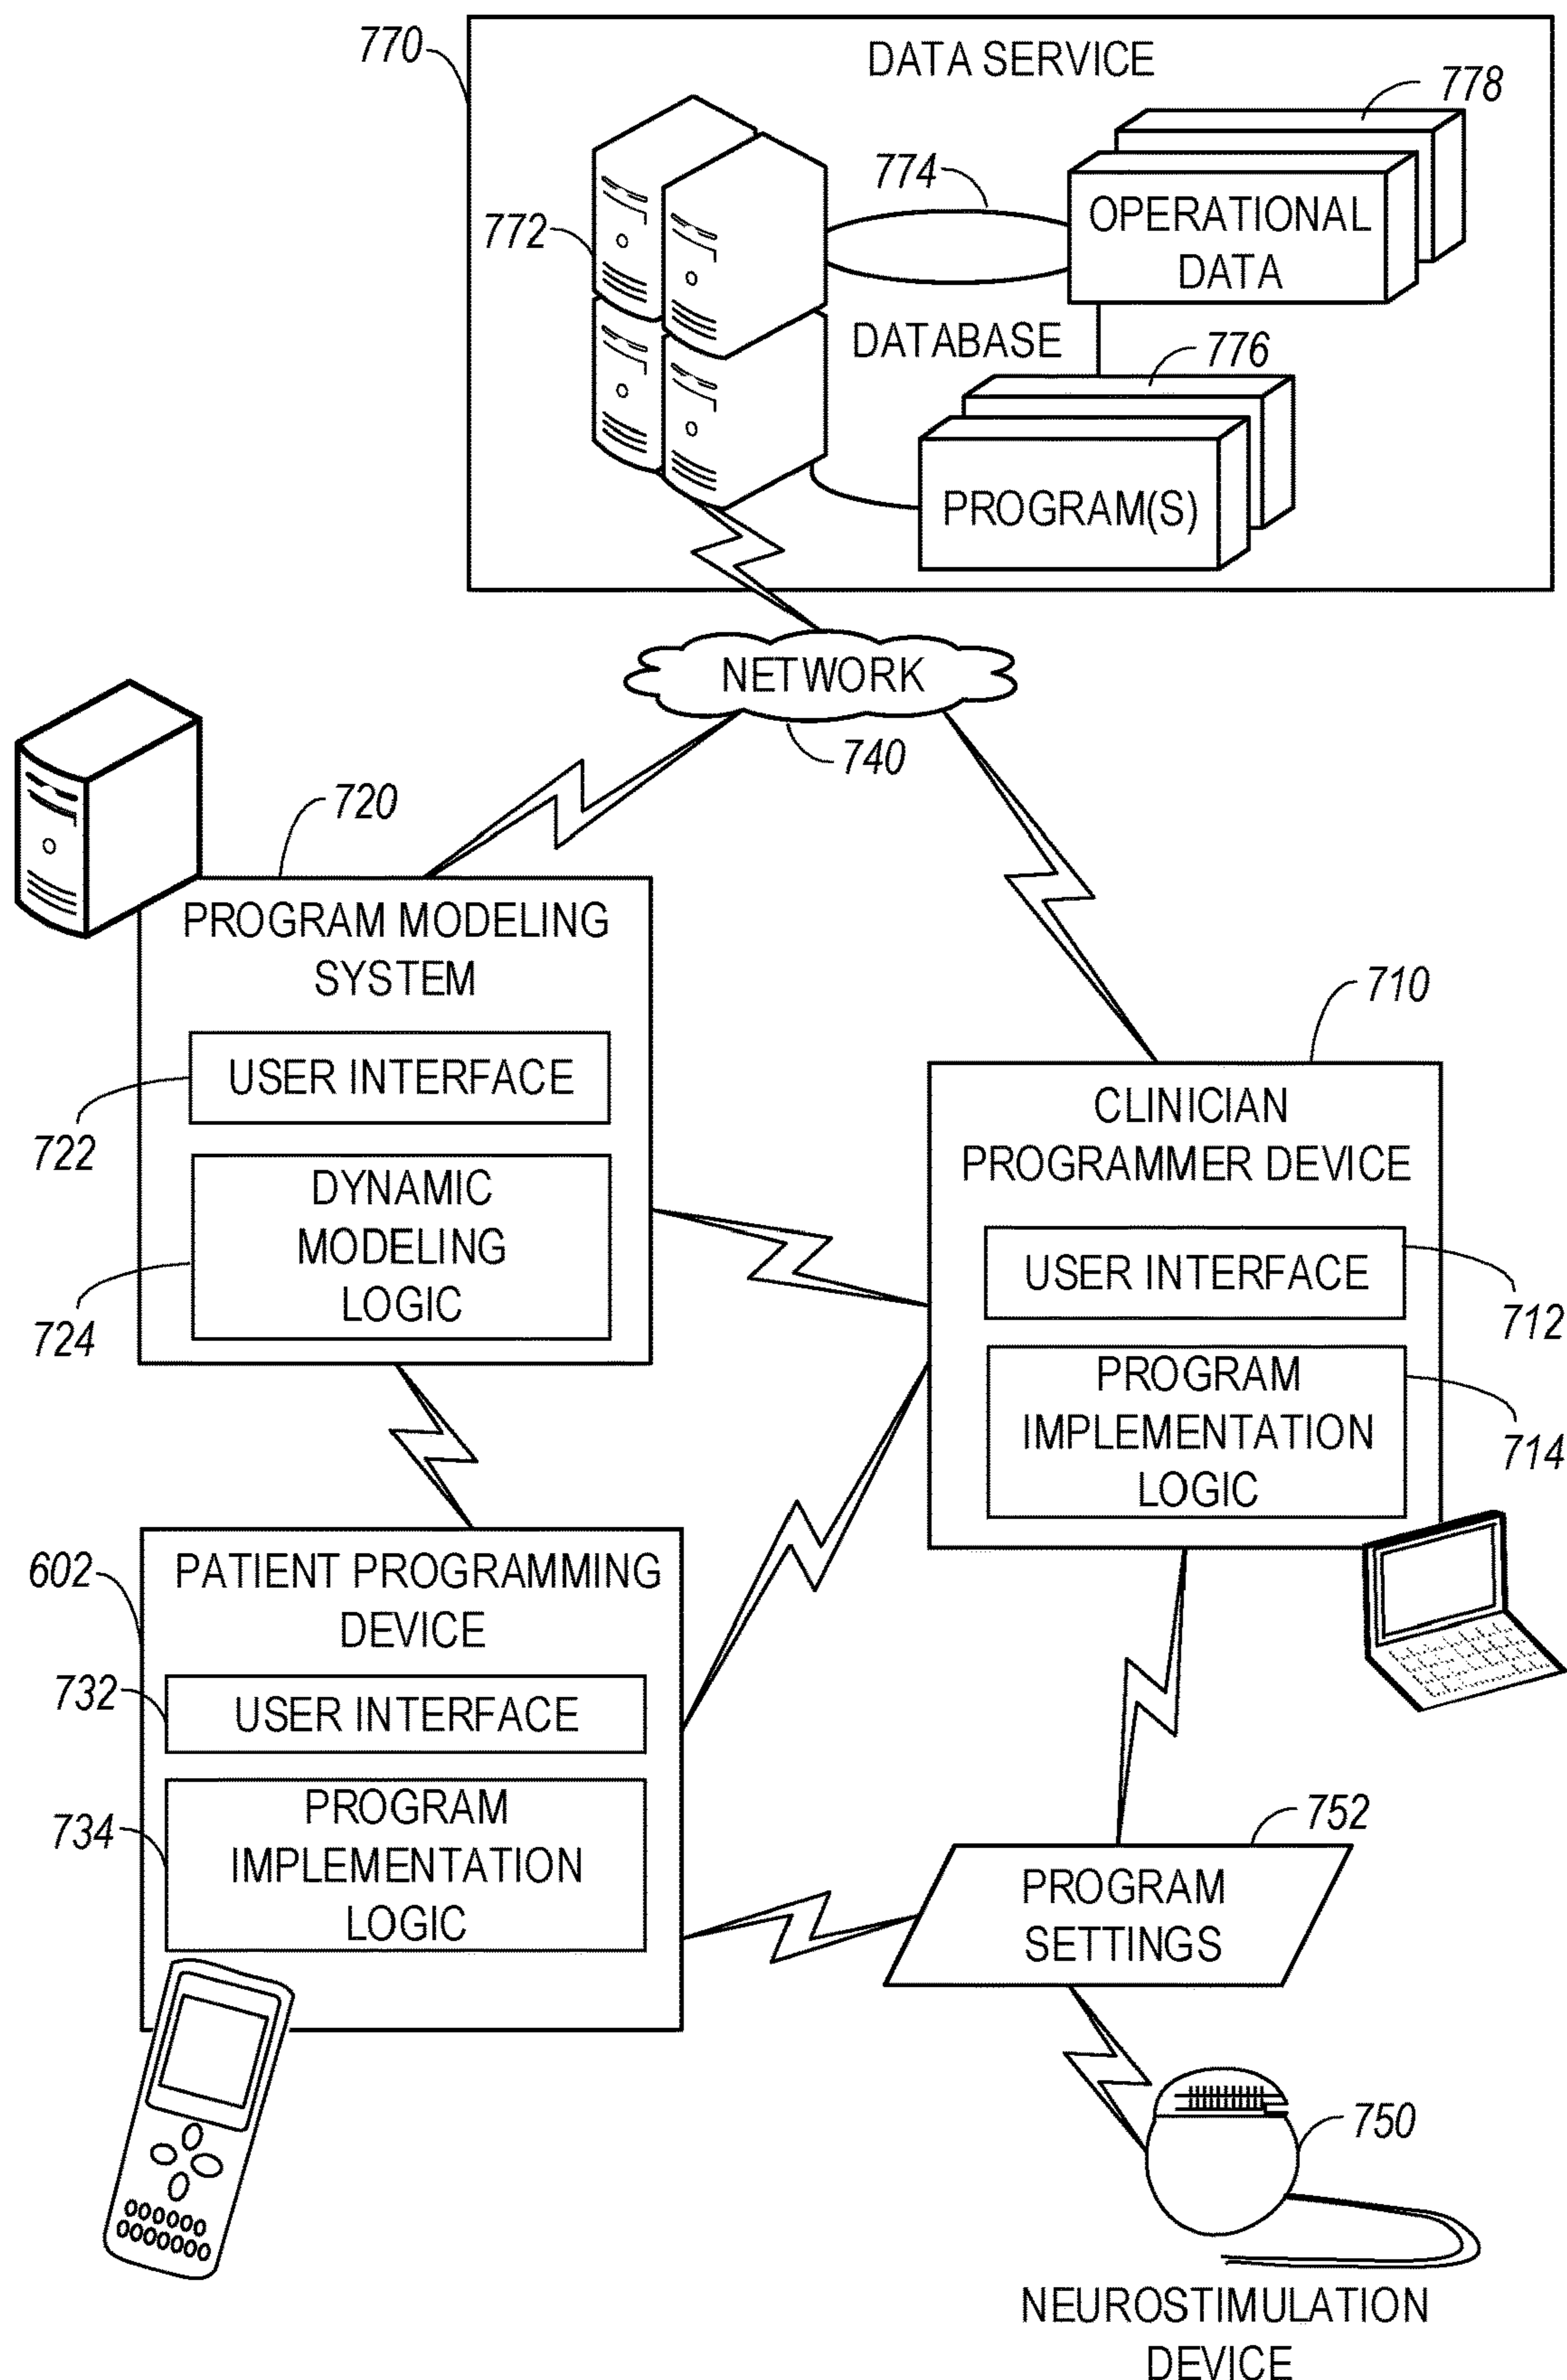 770
DATA SERVICE
778
774
772
OPERATIONAL
DATA
DATABASE
776
PROGRAM(S)
NETWORK
740
720
PROGRAM MODELING
SYSTEM
710
USER INTERFACE
722
CLINICIAN
PROGRAMMER DEVICE
DYNAMIC
MODELING
LOGIC
724
USER INTERFACE
712
PROGRAM
IMPLEMENTATION
LOGIC
714
602
PATIENT PROGRAMMING
DEVICE
732
USER INTERFACE
734
PROGRAM
IMPLEMENTATION
LOGIC
752
PROGRAM
SETTINGS
750
NEUROSTIMULATION
DEVICE